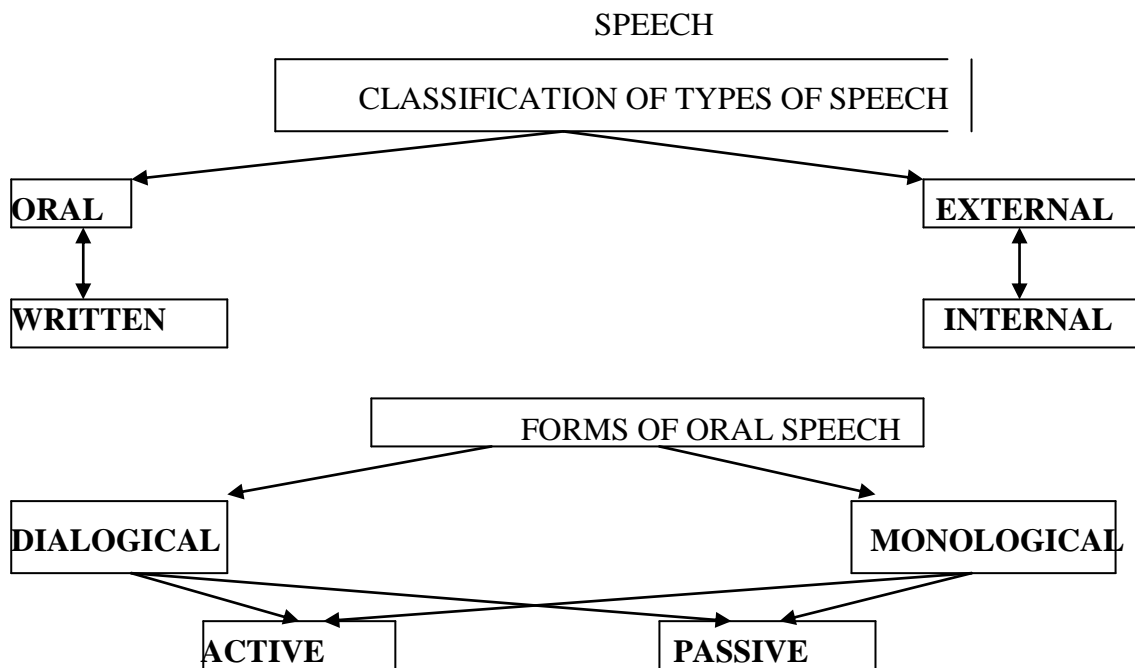 SPEECH
CLASSIFICATION OF TYPES OF SPEECH
ORAL
EXTERNAL
WRITTEN
INTERNAL
FORMS OF ORAL SPEECH
DIALOGICAL
MONOLOGICAL
ACTIVE
PASSIVE